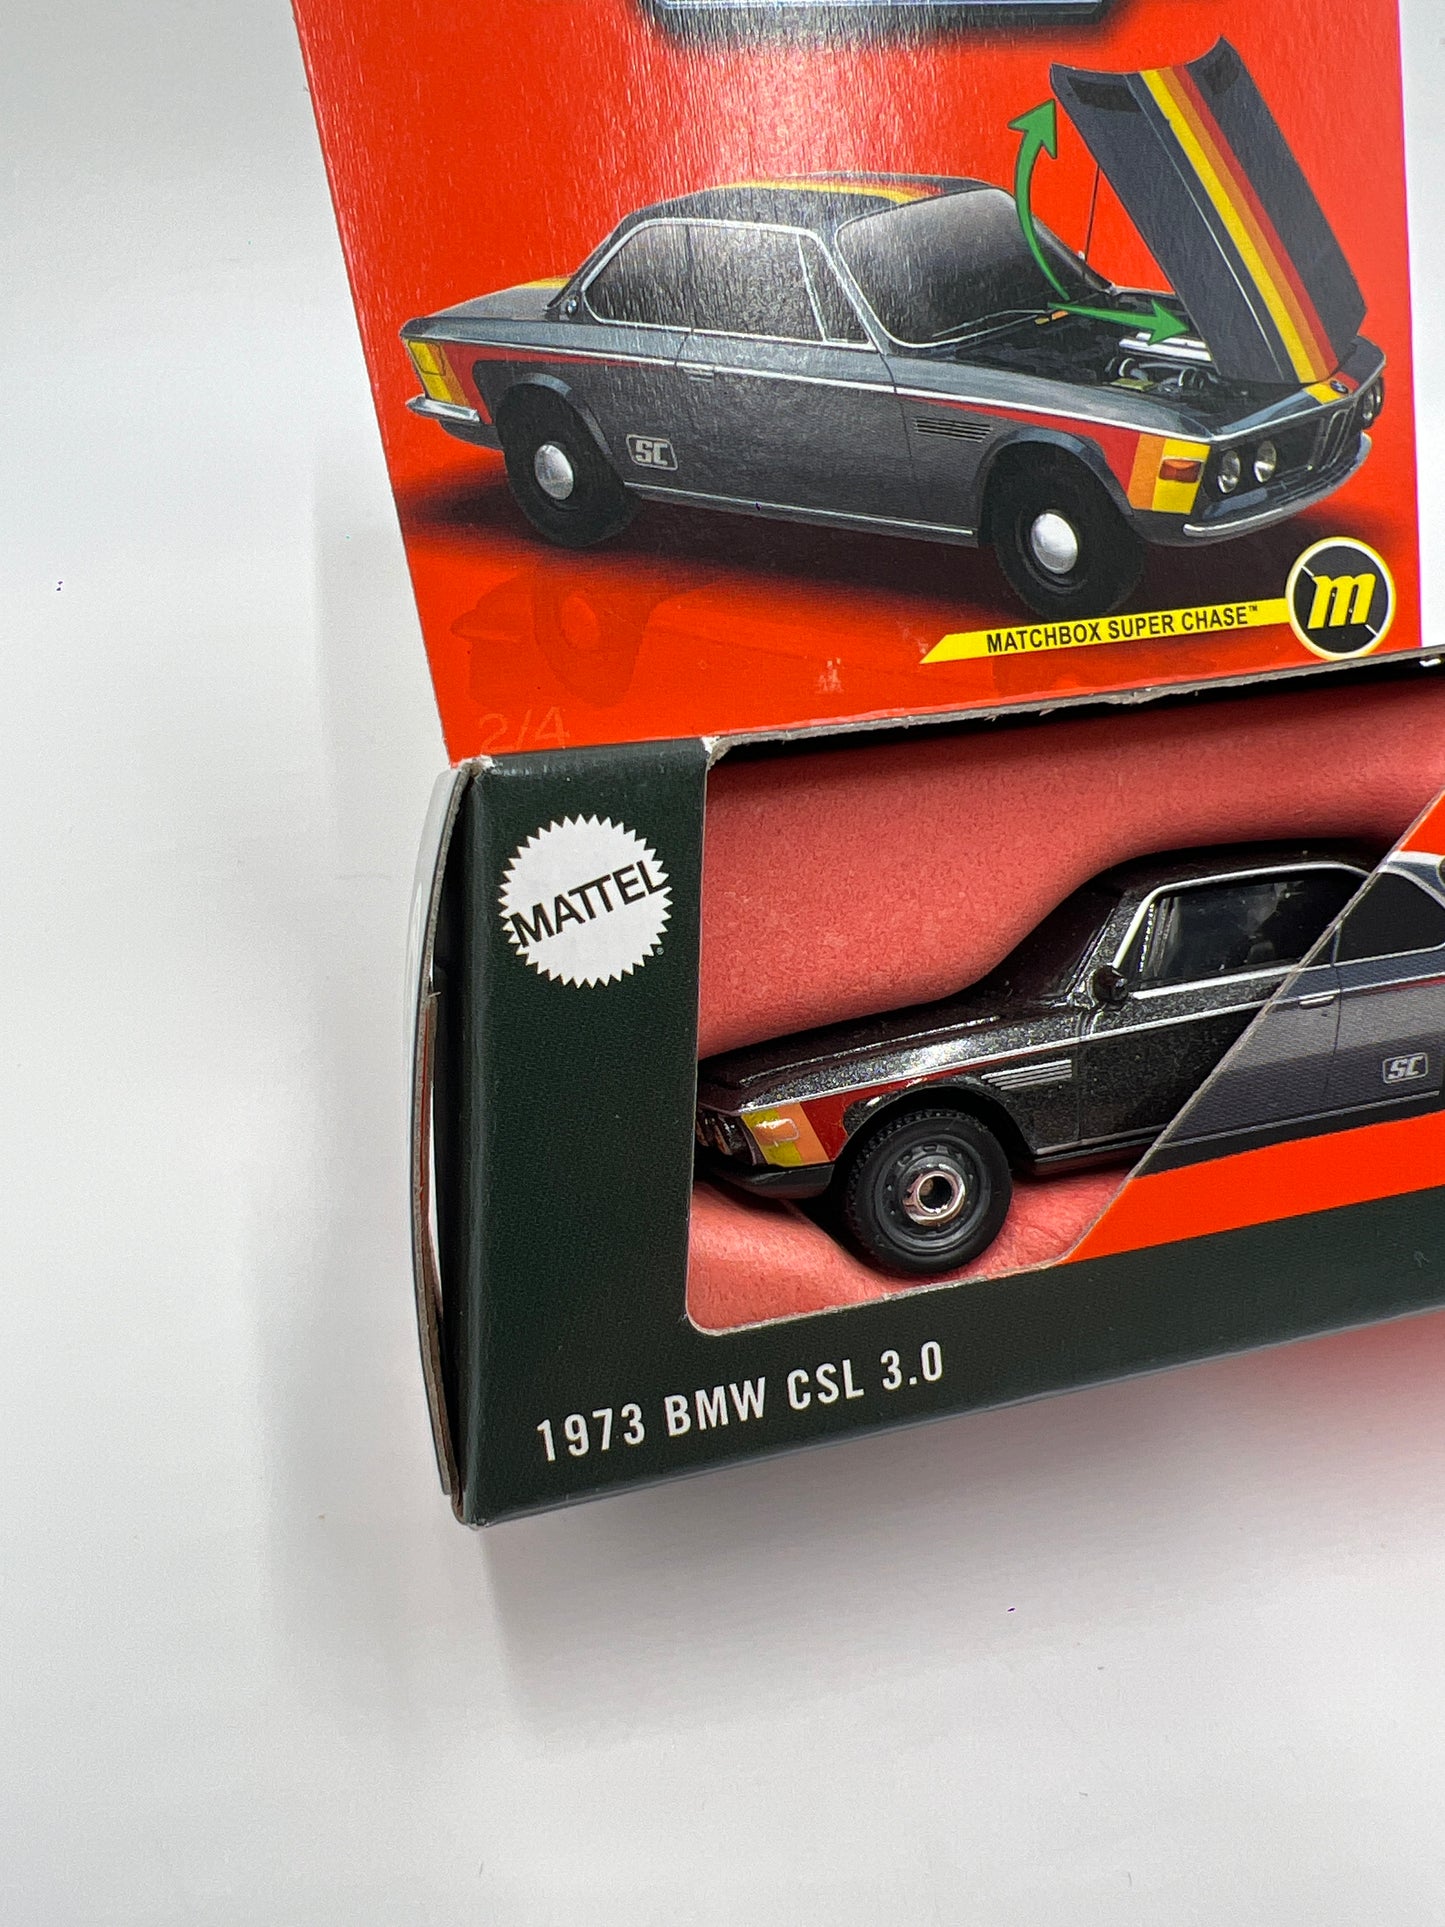 SC
MATCHBOX SUPER CHASE™
m
2/4
MATTEL
SC
1973 BMW CSL 3.0